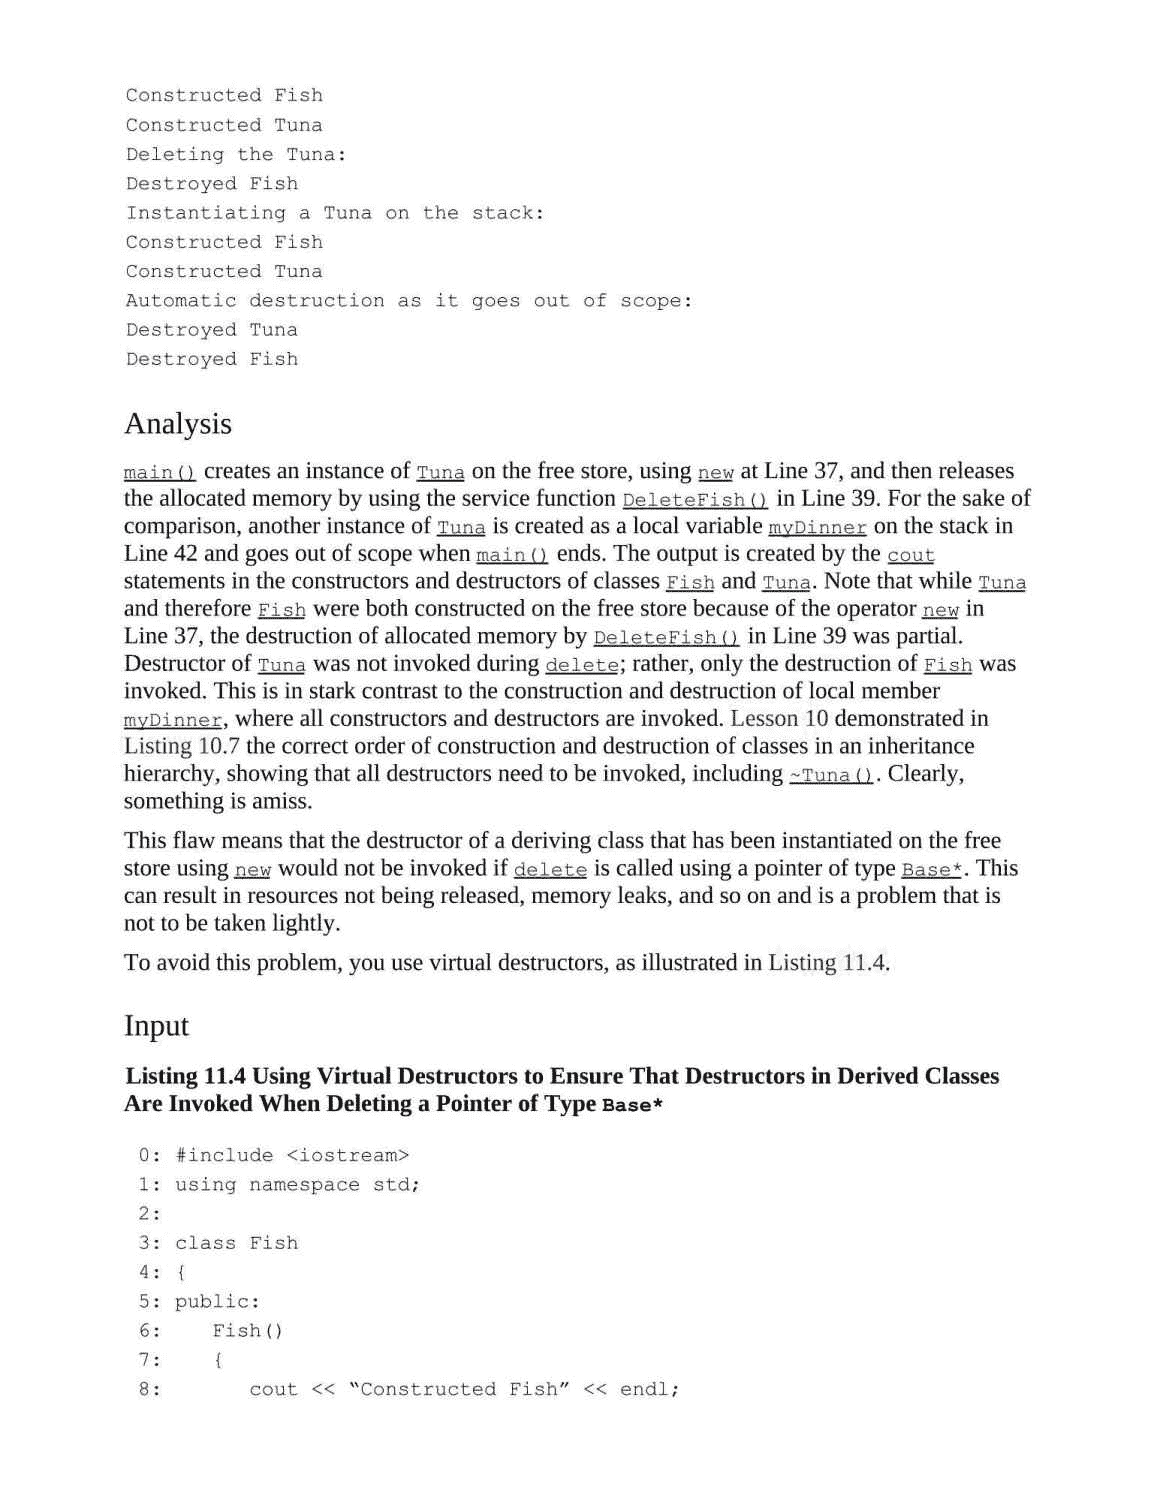 Constructed Fish
Constructed Tuna
Deleting the Tuna:
Destroyed Fish
Instantiating a Tuna on the stack:
Constructed Fish
Constructed Tuna
Automatic destruction as it goes out of scope:
Destroyed Tuna
Destroyed Fish
Analysis
main() creates an instance of Tuna on the free store, using new at Line 37, and then releases
the allocated memory by using the service function DeleteFish() in Line 39. For the sake of
comparison, another instance of Tuna is created as a local variable myDinner on the stack in
Line 42 and goes out of scope when main() ends. The output is created by the cout
statements in the constructors and destructors of classes Fish and Tuna. Note that while Tuna
and therefore Fish were both constructed on the free store because of the operator new in
Line 37, the destruction of allocated memory by DeleteFish() in Line 39 was partial.
Destructor of Tuna was not invoked during delete; rather, only the destruction of Fish was
invoked. This is in stark contrast to the construction and destruction of local member
myDinner, where all constructors and destructors are invoked. Lesson 10 demonstrated in
Listing 10.7 the correct order of construction and destruction of classes in an inheritance
hierarchy, showing that all destructors need to be invoked, including ~Tuna(). Clearly,
something is amiss.
This flaw means that the destructor of a deriving class that has been instantiated on the free
store using new would not be invoked if delete is called using a pointer of type Base*. This
can result in resources not being released, memory leaks, and so on and is a problem that is
not to be taken lightly.
To avoid this problem, you use virtual destructors, as illustrated in Listing 11.4.
Input
Listing 11.4 Using Virtual Destructors to Ensure That Destructors in Derived Classes
Are Invoked When Deleting a Pointer of Type Base*
0: #include <iostream>
1: using namespace std;
2:
3: class Fish
4: {
5: public:
6:    Fish()
7:    {
8:       cout << “Constructed Fish” << endl;